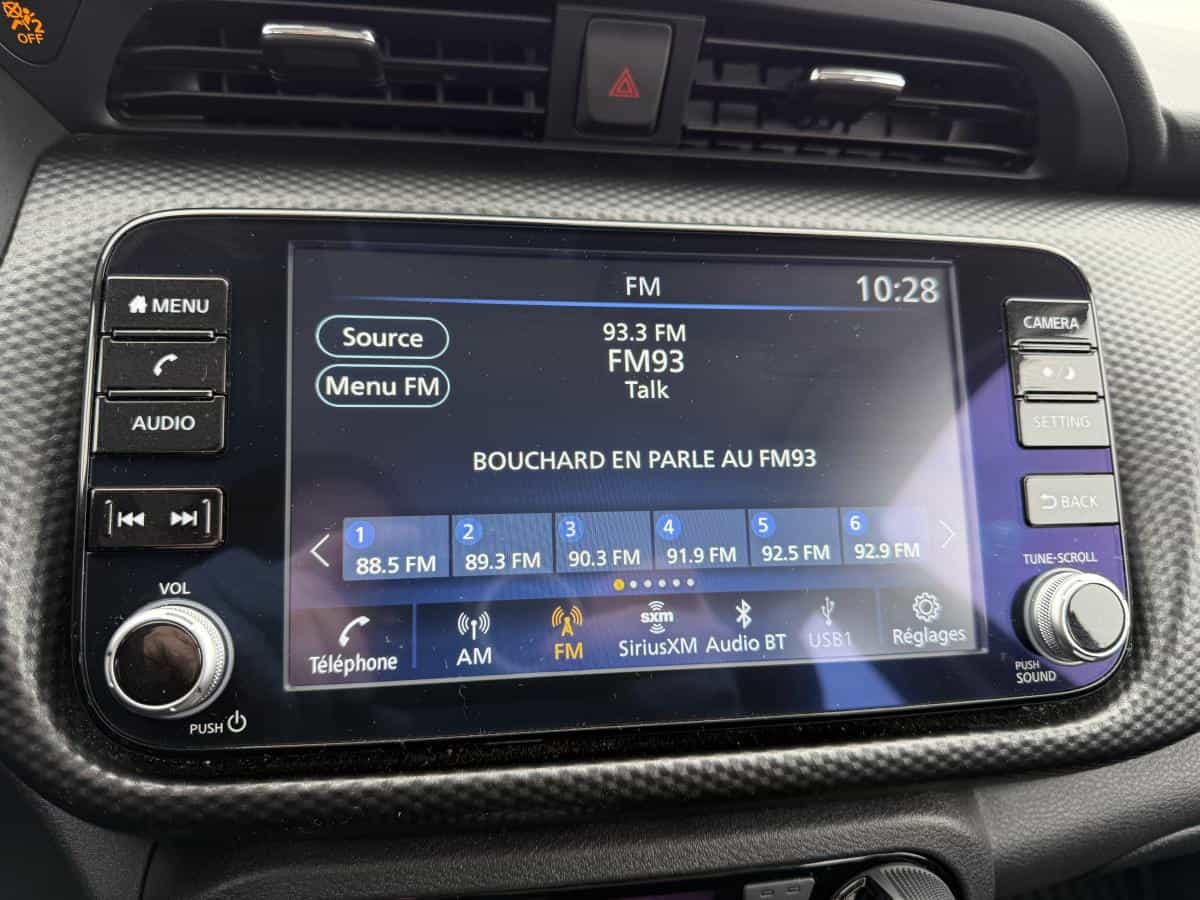 2
OFF
MENU
AUDIO
VOL
PUSH
FM
10:28
Source
Menu FM
93.3 FM
FM93
Talk
BOUCHARD EN PARLE AU FM93
1
88.5 FM
2
89.3 FM
3
90.3 FM
4
91.9 FM
5
92.5 FM
6
92.9 FM
Téléphone
AM
FM
sxm
SiriusXM
Audio BT
USB1
Réglages
CAMERA
SETTING
BACK
TUNE-SCROLL
PUSH
SOUND